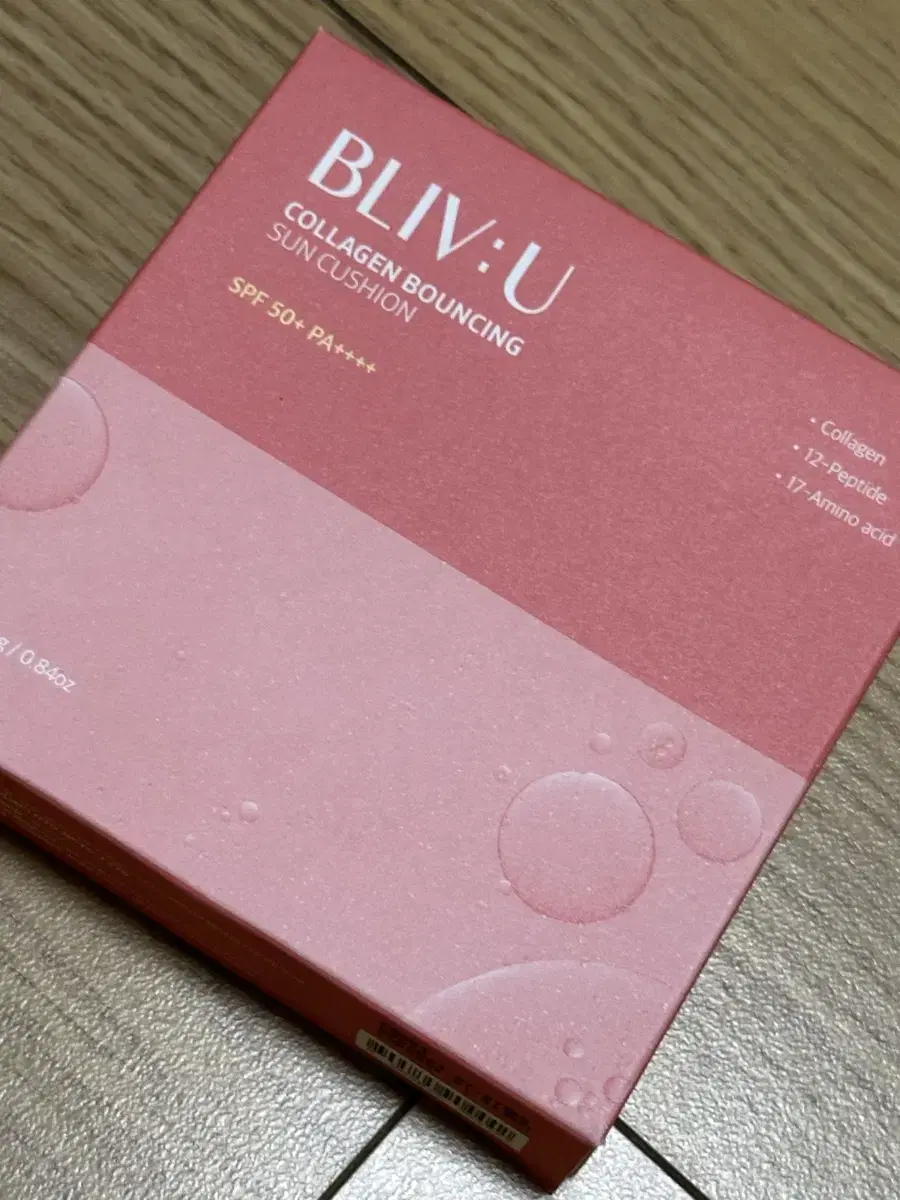 BLIV:U
COLLAGEN BOUNCING
SUN CUSHION
SPF 50+ PA++++
• Collagen
• 12-Peptide
• 17-Amino acid
g / 0.84oz